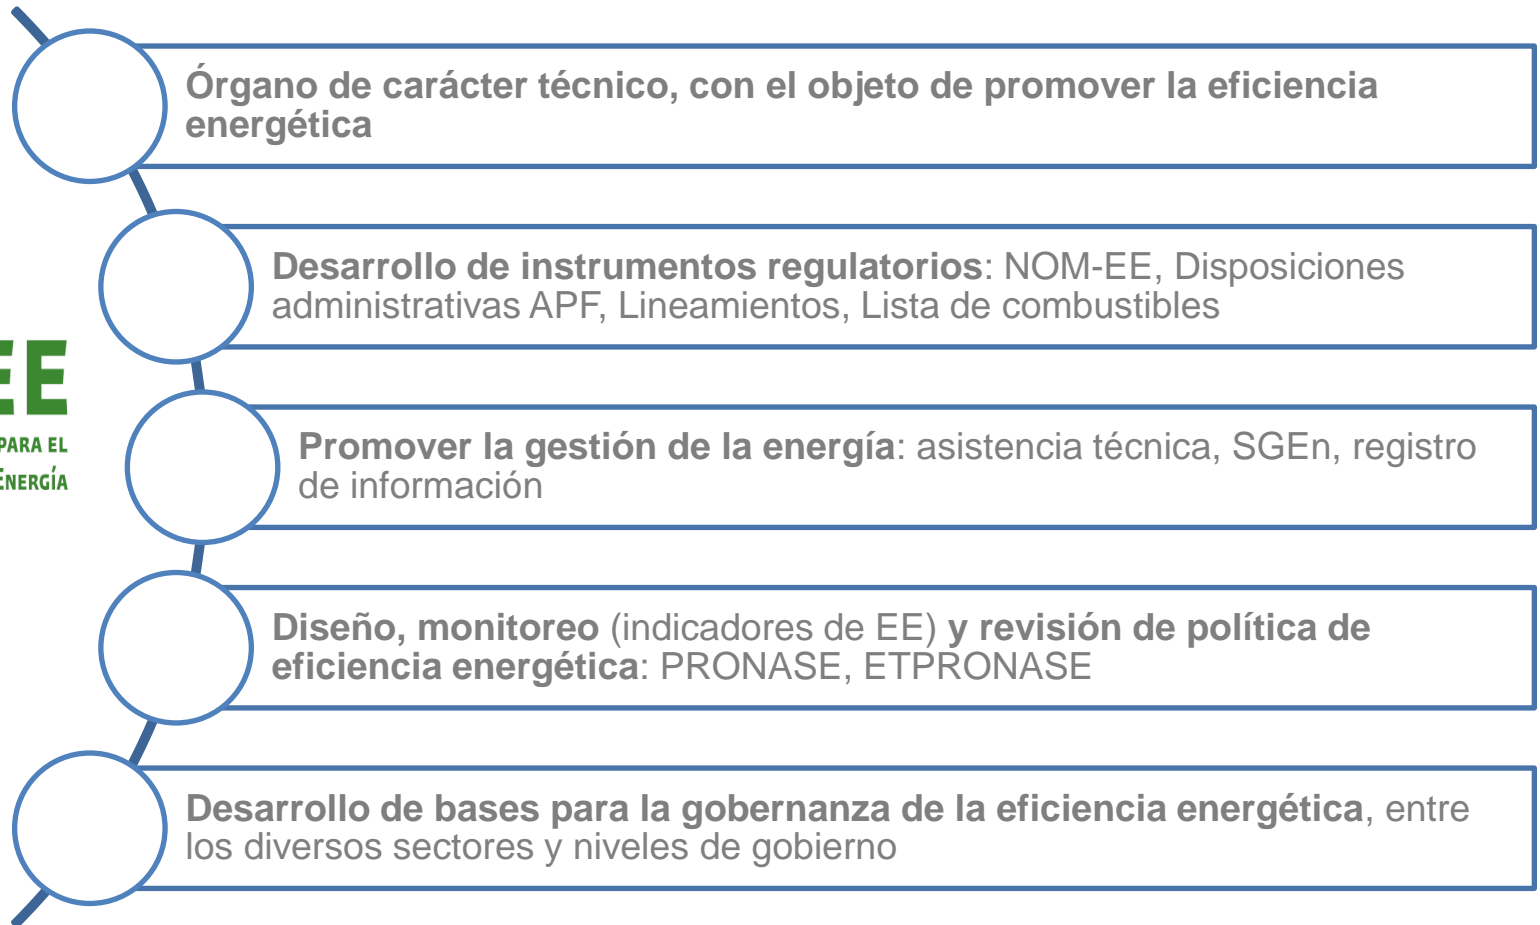 Órgano de carácter técnico, con el objeto de promover la eficiencia
energética
Desarrollo de instrumentos regulatorios: NOM-EE, Disposiciones
administrativas APF, Lineamientos, Lista de combustibles
EE
PARA EL
ENERGÍA
Promover la gestión de la energía: asistencia técnica, SGEn, registro
de información
Diseño, monitoreo (indicadores de EE) y revisión de política de
eficiencia energética: PRONASE, ETPRONASE
Desarrollo de bases para la gobernanza de la eficiencia energética, entre
los diversos sectores y niveles de gobierno